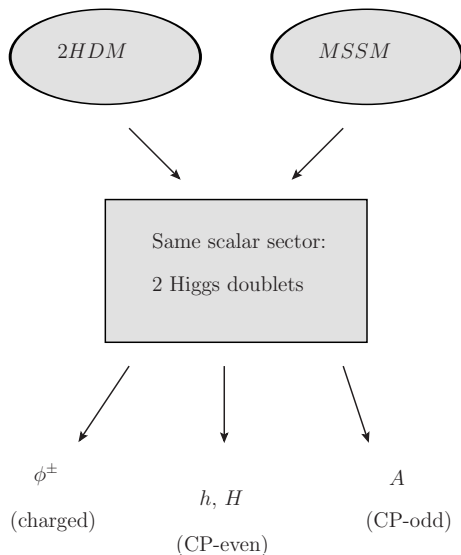 2HDM
MSSM
Same scalar sector:
2 Higgs doublets
ϕ±
(charged)
h, H
(CP-even)
A
(CP-odd)